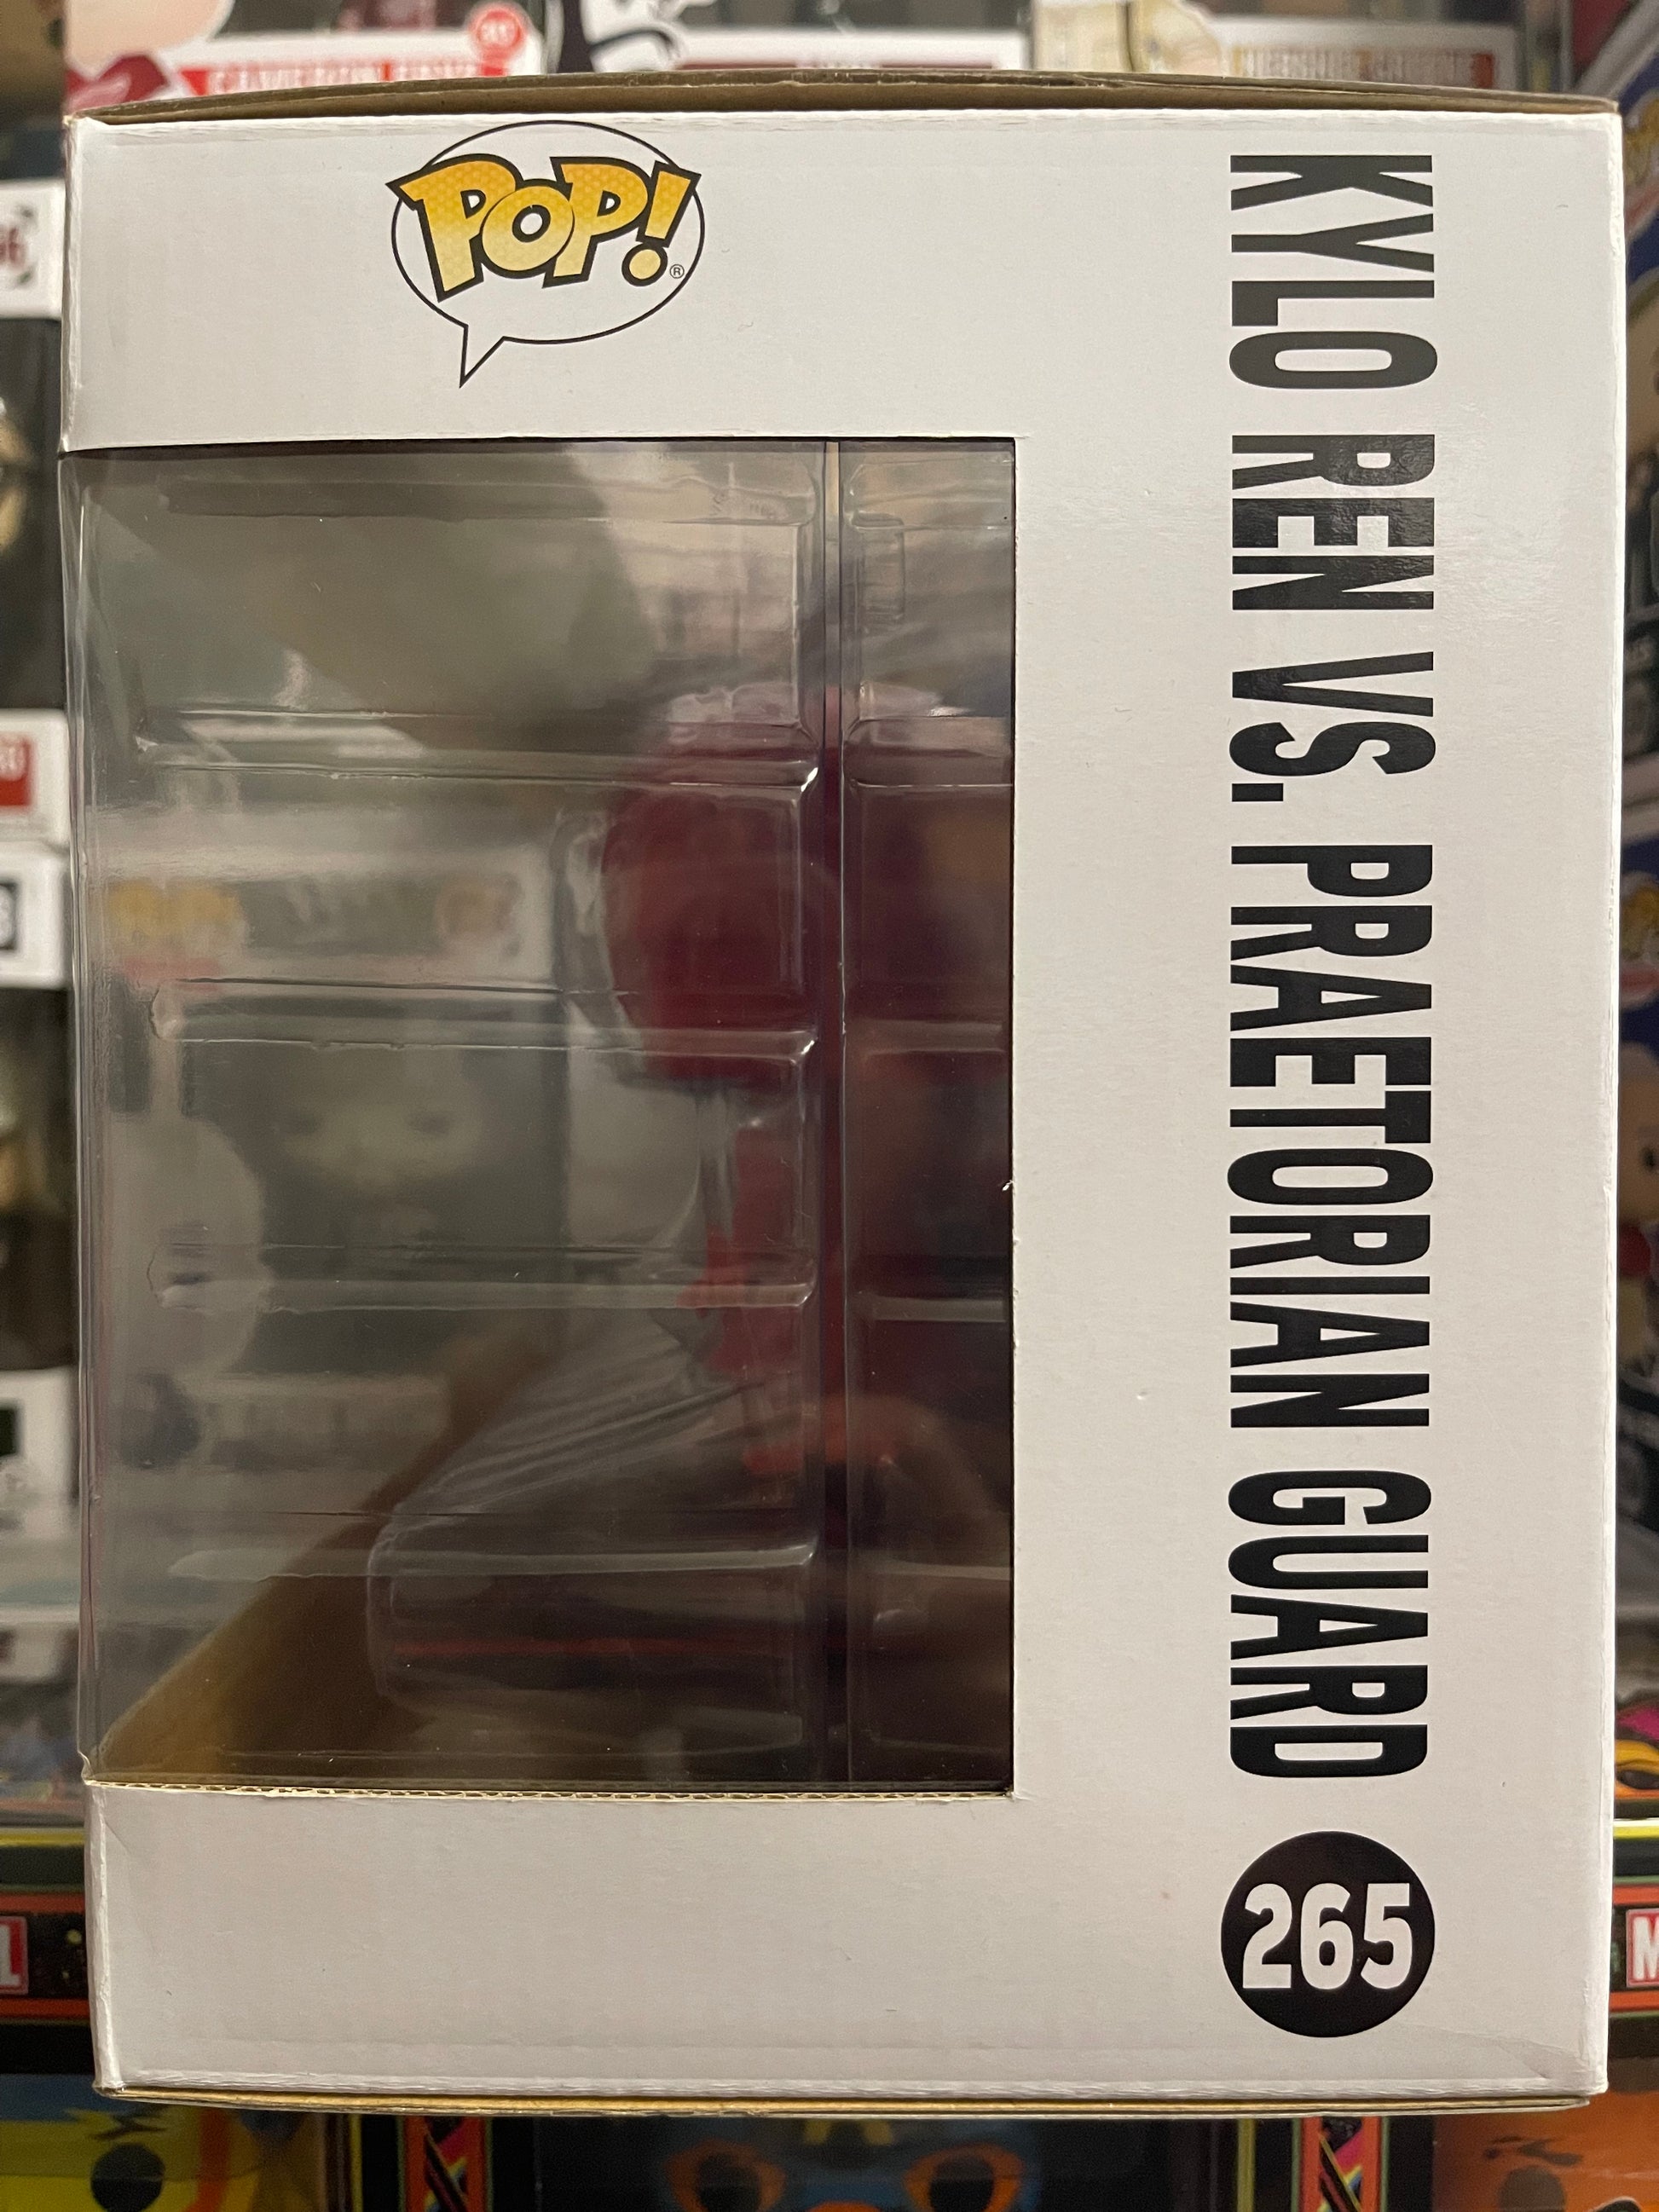 POP!®
KYLO REN VS. PRAETORIAN GUARD
265